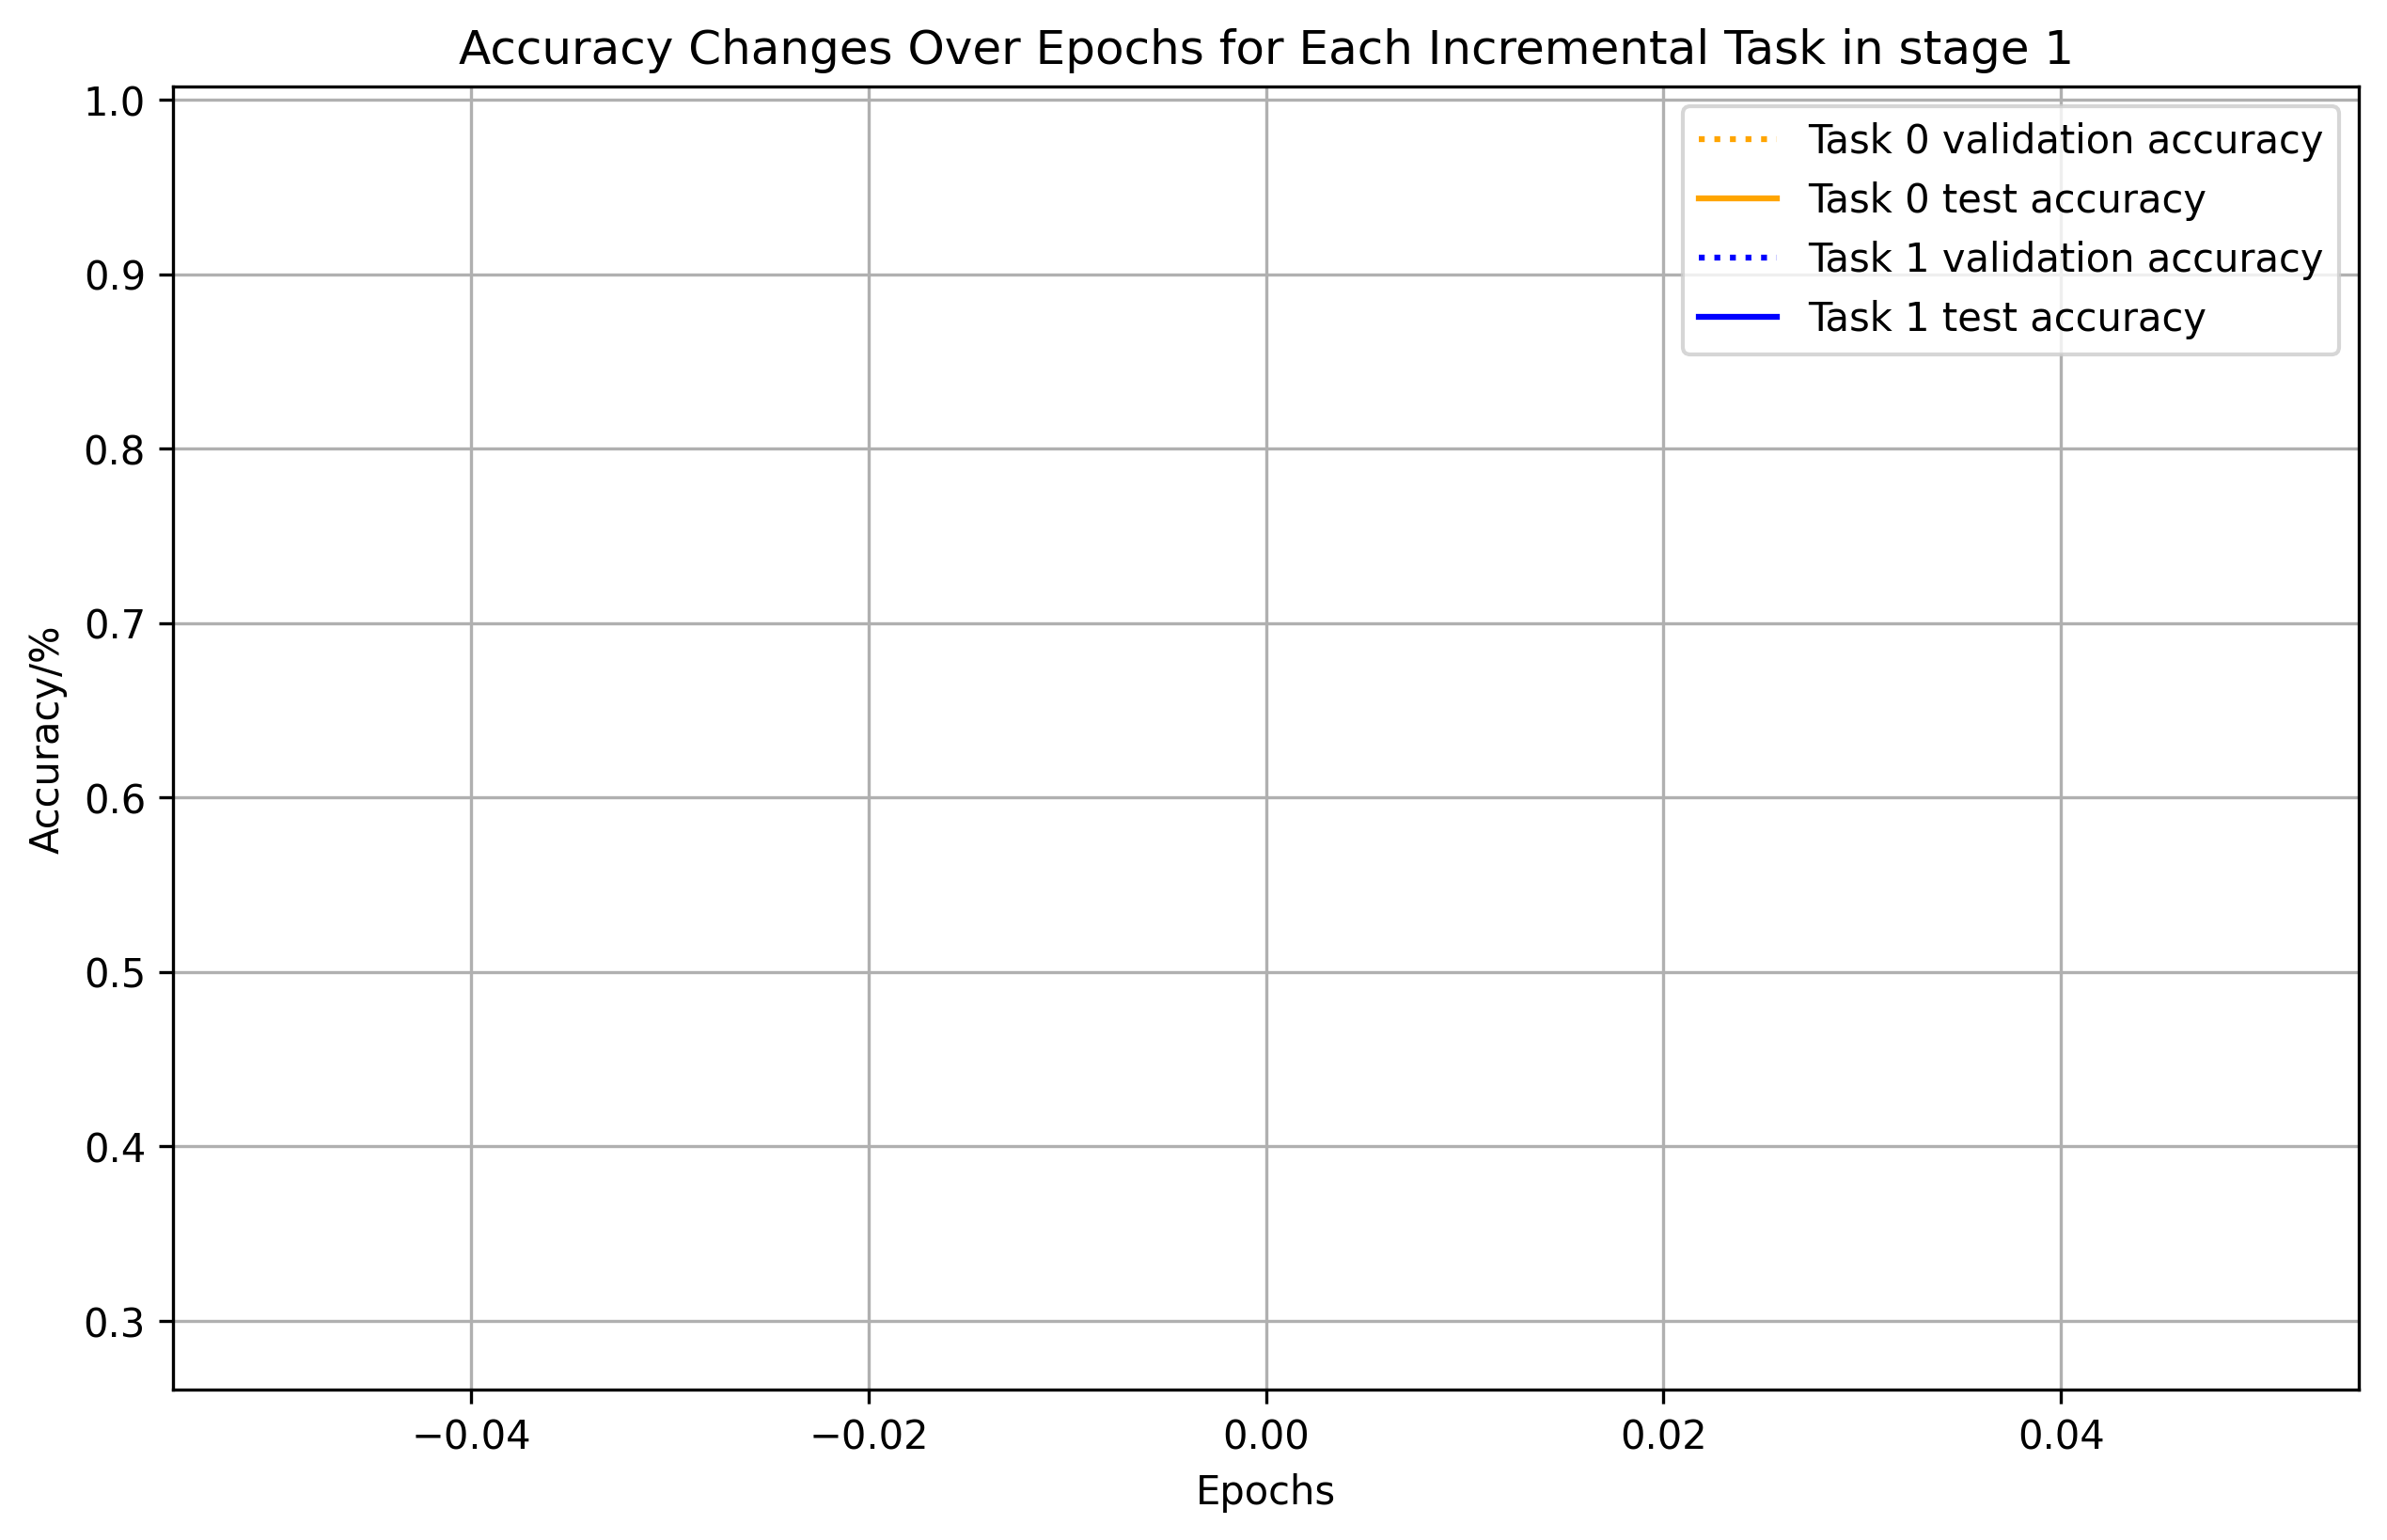 Accuracy Changes Over Epochs for Each Incremental Task in stage 1
1.0
0.9
0.8
0.7
0.6
0.5
0.4
0.3
Accuracy/%
Task 0 validation accuracy
Task 0 test accuracy
Task 1 validation accuracy
Task 1 test accuracy
−0.04 −0.02 0.00 0.02 0.04
Epochs